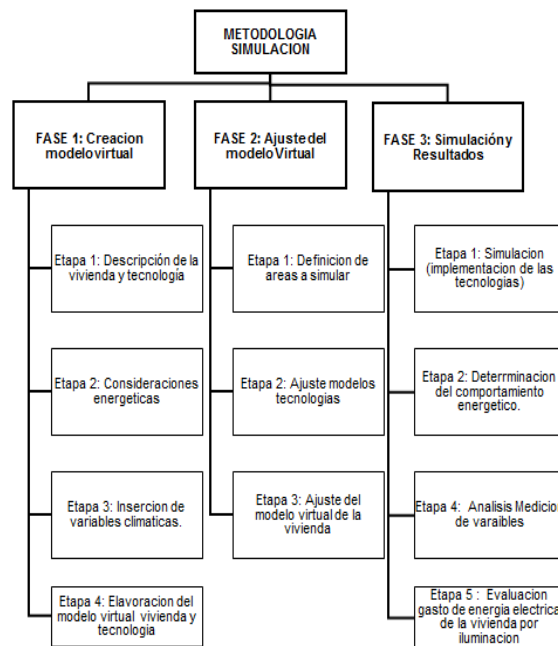 METODOLOGIA
SIMULACION
FASE 1: Creacion
modelo virtual
FASE 2: Ajuste del
modelo Virtual
FASE 3: Simulación y
Resultados
Etapa 1: Descripción de la
vivienda y tecnología
Etapa 2: Consideraciones
energeticas
Etapa 3: Insercion de
variables climaticas.
Etapa 4: Elavoracion del
modelo virtual vivienda y
tecnologia
Etapa 1: Definicion de
areas a simular
Etapa 2: Ajuste modelos
tecnologias
Etapa 3: Ajuste del
modelo virtual de la
vivienda
Etapa 1: Simulacion
(implementacion de las
tecnologias)
Etapa 2: Deterrminacion
del comportamiento
energetico.
Etapa 4: Analisis Medicion
de varaibles
Etapa 5 : Evaluacion
gasto de energia electrica
de la vivienda por
iluminacion